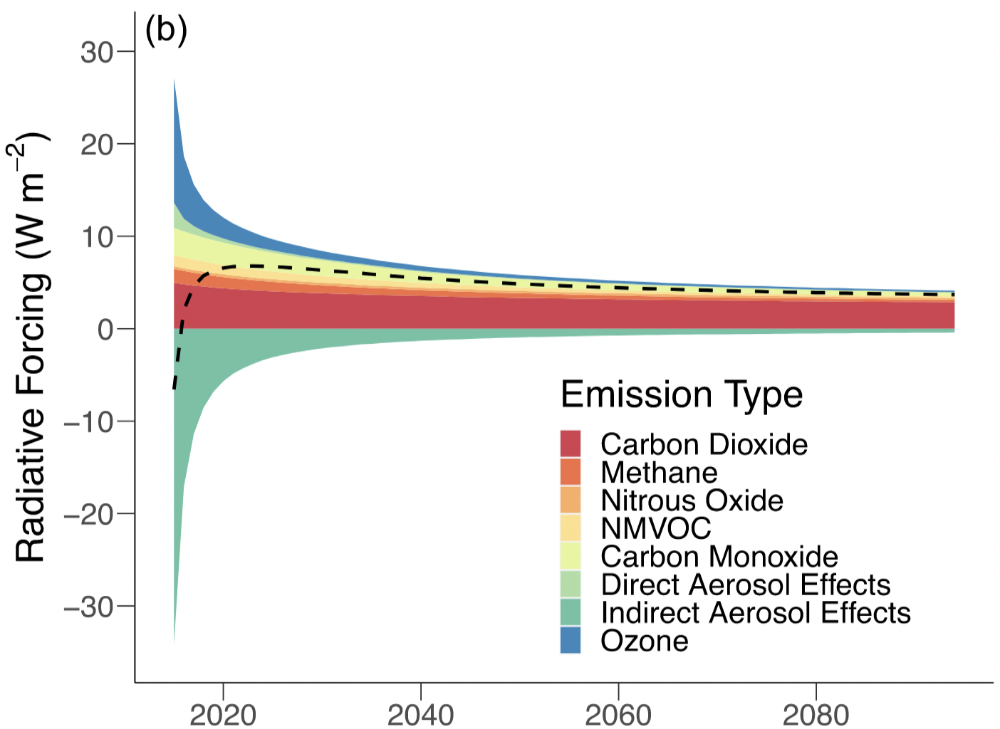 (b)
30
20
10
0
−10
−20
−30
Radiative Forcing (W m−2)
2020
2040
2060
2080
Emission Type
Carbon Dioxide
Methane
Nitrous Oxide
NMVOC
Carbon Monoxide
Direct Aerosol Effects
Indirect Aerosol Effects
Ozone